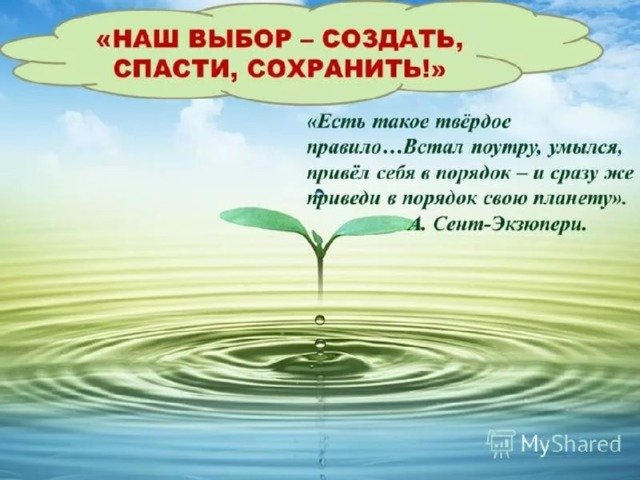 «НАШ ВЫБОР – СОЗДАТЬ,
СПАСТИ, СОХРАНИТЬ!»
«Есть такое твёрдое
правило…Встал поутру, умылся,
привёл себя в порядок – и сразу же
приведи в порядок свою планету».
А. Сент-Экзюпери.
MyShared